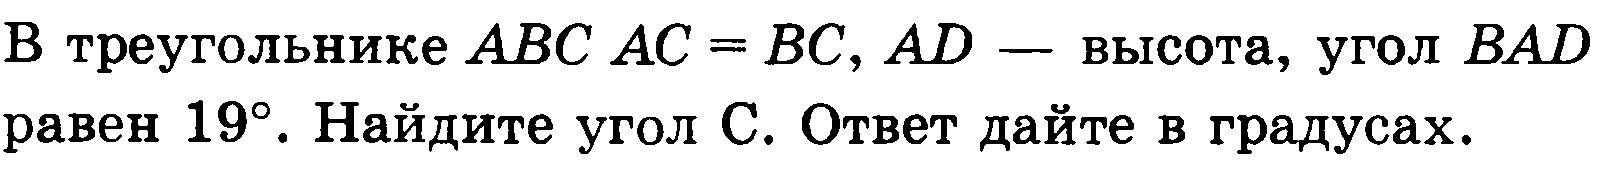 В треугольнике ABC AC = BC, AD — высота, угол BAD
равен 19°. Найдите угол C. Ответ дайте в градусах.